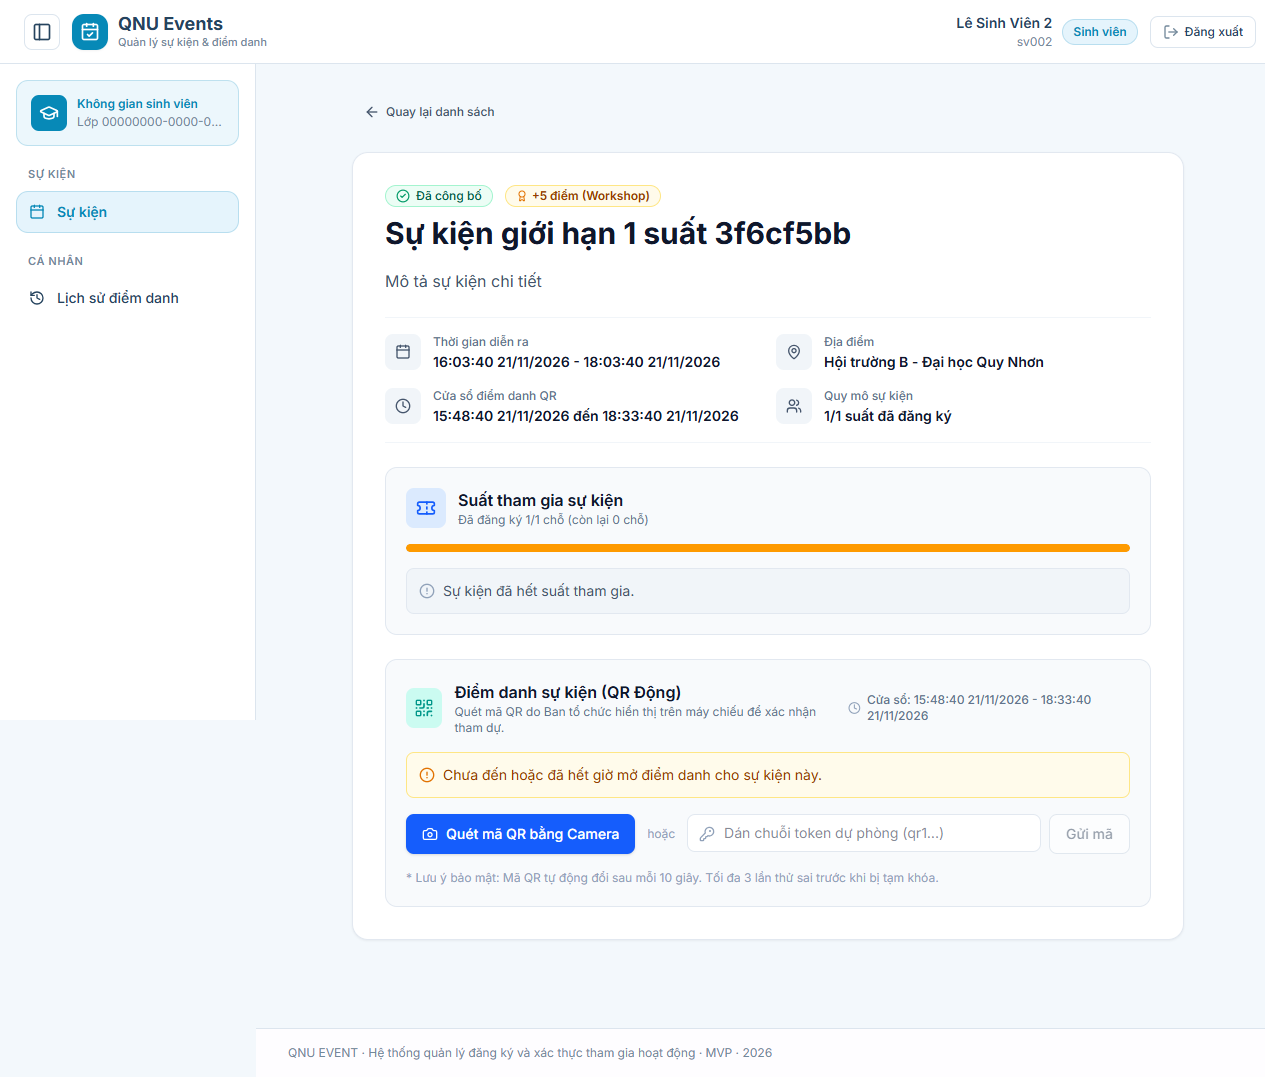 QNU Events
Quản lý sự kiện & điểm danh
Lê Sinh Viên 2
sv002
Sinh viên
Đăng xuất
Không gian sinh viên
Lớp 00000000-0000-0...
SỰ KIỆN
Sự kiện
CÁ NHÂN
Lịch sử điểm danh
Quay lại danh sách
Đã công bố
+5 điểm (Workshop)
Sự kiện giới hạn 1 suất 3f6cf5bb
Mô tả sự kiện chi tiết
Thời gian diễn ra
16:03:40 21/11/2026 - 18:03:40 21/11/2026
Địa điểm
Hội trường B - Đại học Quy Nhơn
Cửa sổ điểm danh QR
15:48:40 21/11/2026 đến 18:33:40 21/11/2026
Quy mô sự kiện
1/1 suất đã đăng ký
Suất tham gia sự kiện
Đã đăng ký 1/1 chỗ (còn lại 0 chỗ)
Sự kiện đã hết suất tham gia.
Điểm danh sự kiện (QR Động)
Quét mã QR do Ban tổ chức hiển thị trên máy chiếu để xác nhận
tham dự.
Cửa sổ: 15:48:40 21/11/2026 - 18:33:40
21/11/2026
Chưa đến hoặc đã hết giờ mở điểm danh cho sự kiện này.
Quét mã QR bằng Camera
hoặc
Dán chuỗi token dự phòng (qr1...)
Gửi mã
* Lưu ý bảo mật: Mã QR tự động đổi sau mỗi 10 giây. Tối đa 3 lần thử sai trước khi bị tạm khóa.
QNU EVENT · Hệ thống quản lý đăng ký và xác thực tham gia hoạt động · MVP · 2026